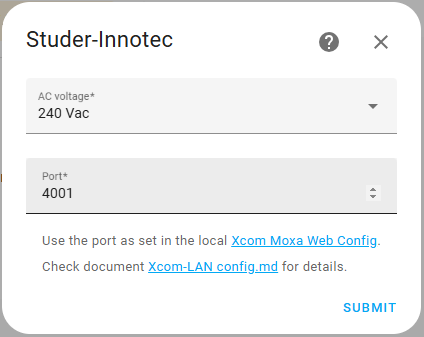 Studer-Innotec
AC voltage*
240 Vac
Port*
4001
Use the port as set in the local Xcom Moxa Web Config.
Check document Xcom-LAN config.md for details.
SUBMIT